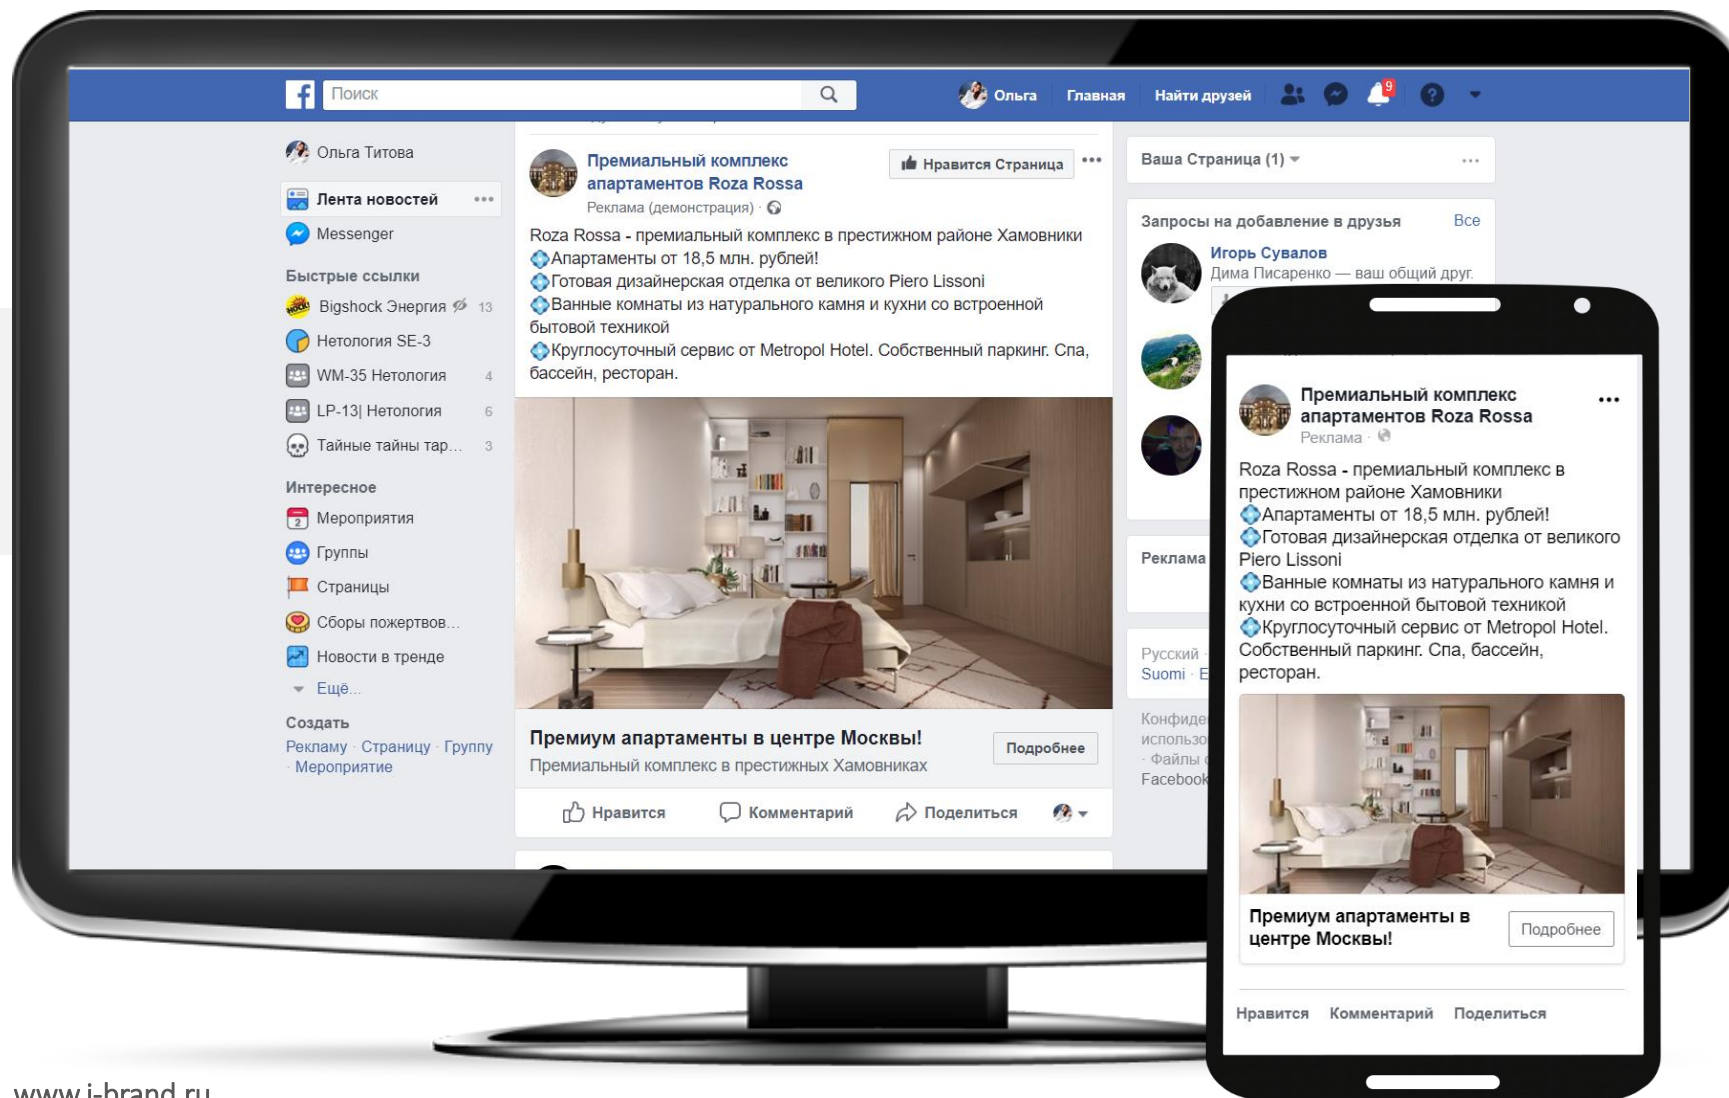 Поиск
Ольга
Главная
Найти друзей
9
Ольга Титова
Лента новостей
Messenger
Быстрые ссылки
Bigshock Энергия 13
Нетология SE-3
WM-35 Нетология 4
LP-13| Нетология 6
Тайные тайны тар... 3
Интересное
Мероприятия
Группы
Страницы
Сборы пожертвов...
Новости в тренде
Ещё...
Создать
Рекламу · Страницу · Группу
· Мероприятие
Премиальный комплекс
апартаментов Roza Rossa
Нравится Страница
Реклама (демонстрация) ·
Roza Rossa - премиальный комплекс в престижном районе Хамовники
💠Апартаменты от 18,5 млн. рублей!
💠Готовая дизайнерская отделка от великого Piero Lissoni
💠Ванные комнаты из натурального камня и кухни со встроенной
бытовой техникой
💠Круглосуточный сервис от Metropol Hotel. Собственный паркинг. Спа,
бассейн, ресторан.
Премиум апартаменты в центре Москвы!
Премиальный комплекс в престижных Хамовниках
Подробнее
Нравится
Комментарий
Поделиться
Ваша Страница (1)
Запросы на добавление в друзья
Все
Игорь Сувалов
Дима Писаренко — ваш общий друг.
Реклама
Русский ·
Suomi ·
· Файлы
Facebook
Премиальный комплекс
апартаментов Roza Rossa
Реклама ·
Roza Rossa - премиальный комплекс в
престижном районе Хамовники
💠Апартаменты от 18,5 млн. рублей!
💠Готовая дизайнерская отделка от великого
Piero Lissoni
💠Ванные комнаты из натурального камня и
кухни со встроенной бытовой техникой
💠Круглосуточный сервис от Metropol Hotel.
Собственный паркинг. Спа, бассейн,
ресторан.
Премиум апартаменты в
центре Москвы!
Подробнее
Нравится
Комментарий
Поделиться
www.i-brand.ru